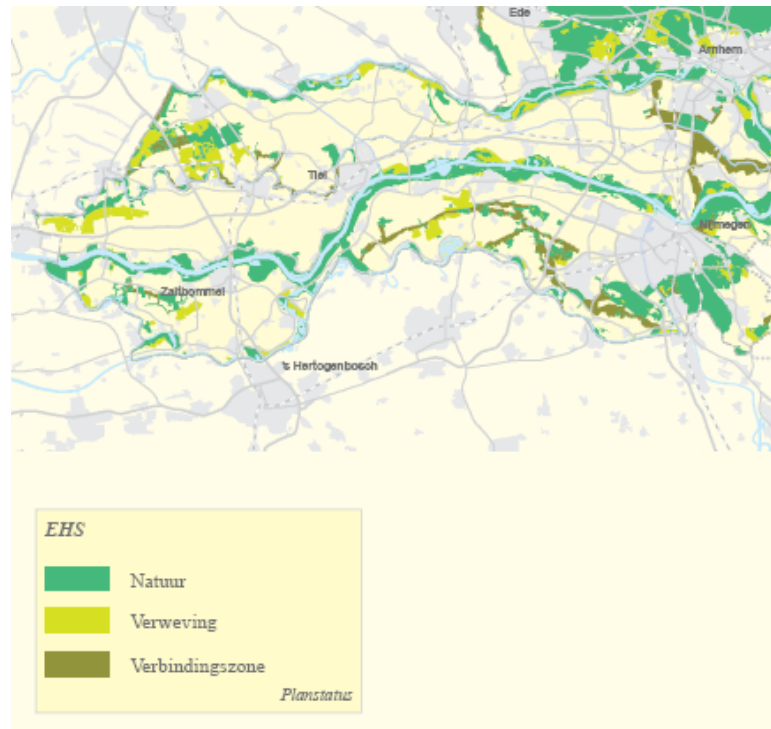 Ede
Arnhem
Tiel
Nijmegen
Zaltbommel
's Hertogenbosch
EHS
Natuur
Verweving
Verbindingszone
Planstatus